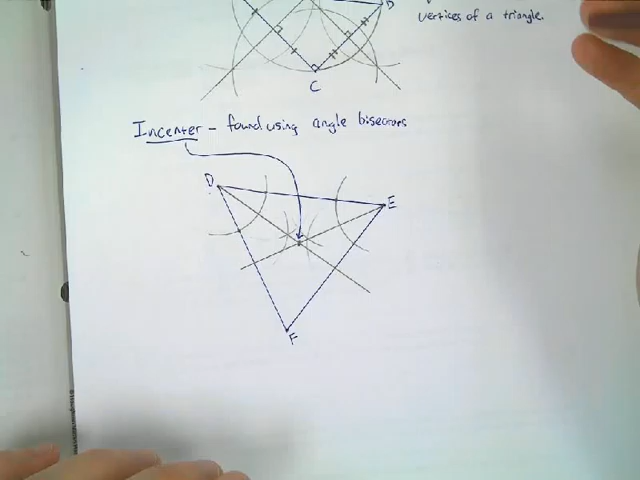 vertices of a triangle.
C
Incenter - found using angle bisectors
D
E
F